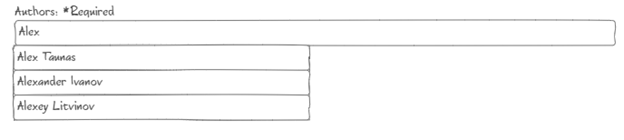 Authors: *Required
Alex
Alex Taunas
Alexander Ivanov
Alexey Litvinov